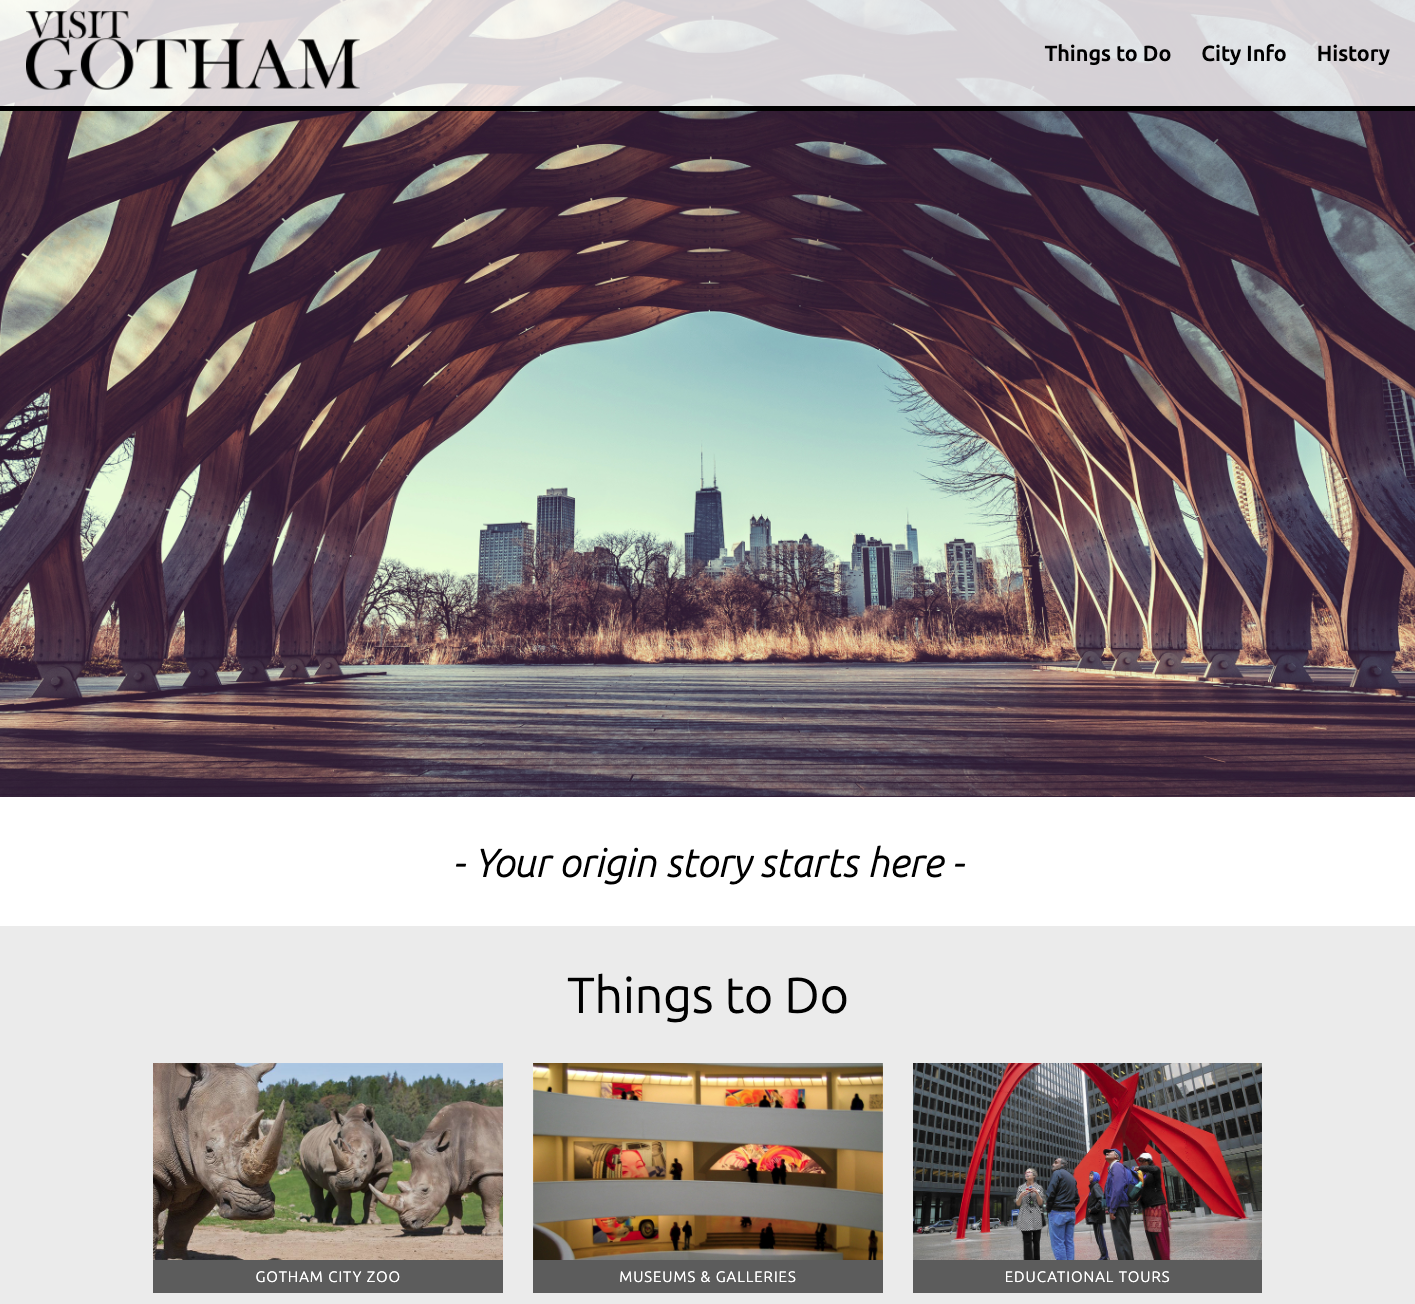 VISIT
GOTHAM
Things to Do City Info History
- Your origin story starts here -
Things to Do
GOTHAM CITY ZOO
MUSEUMS & GALLERIES
EDUCATIONAL TOURS